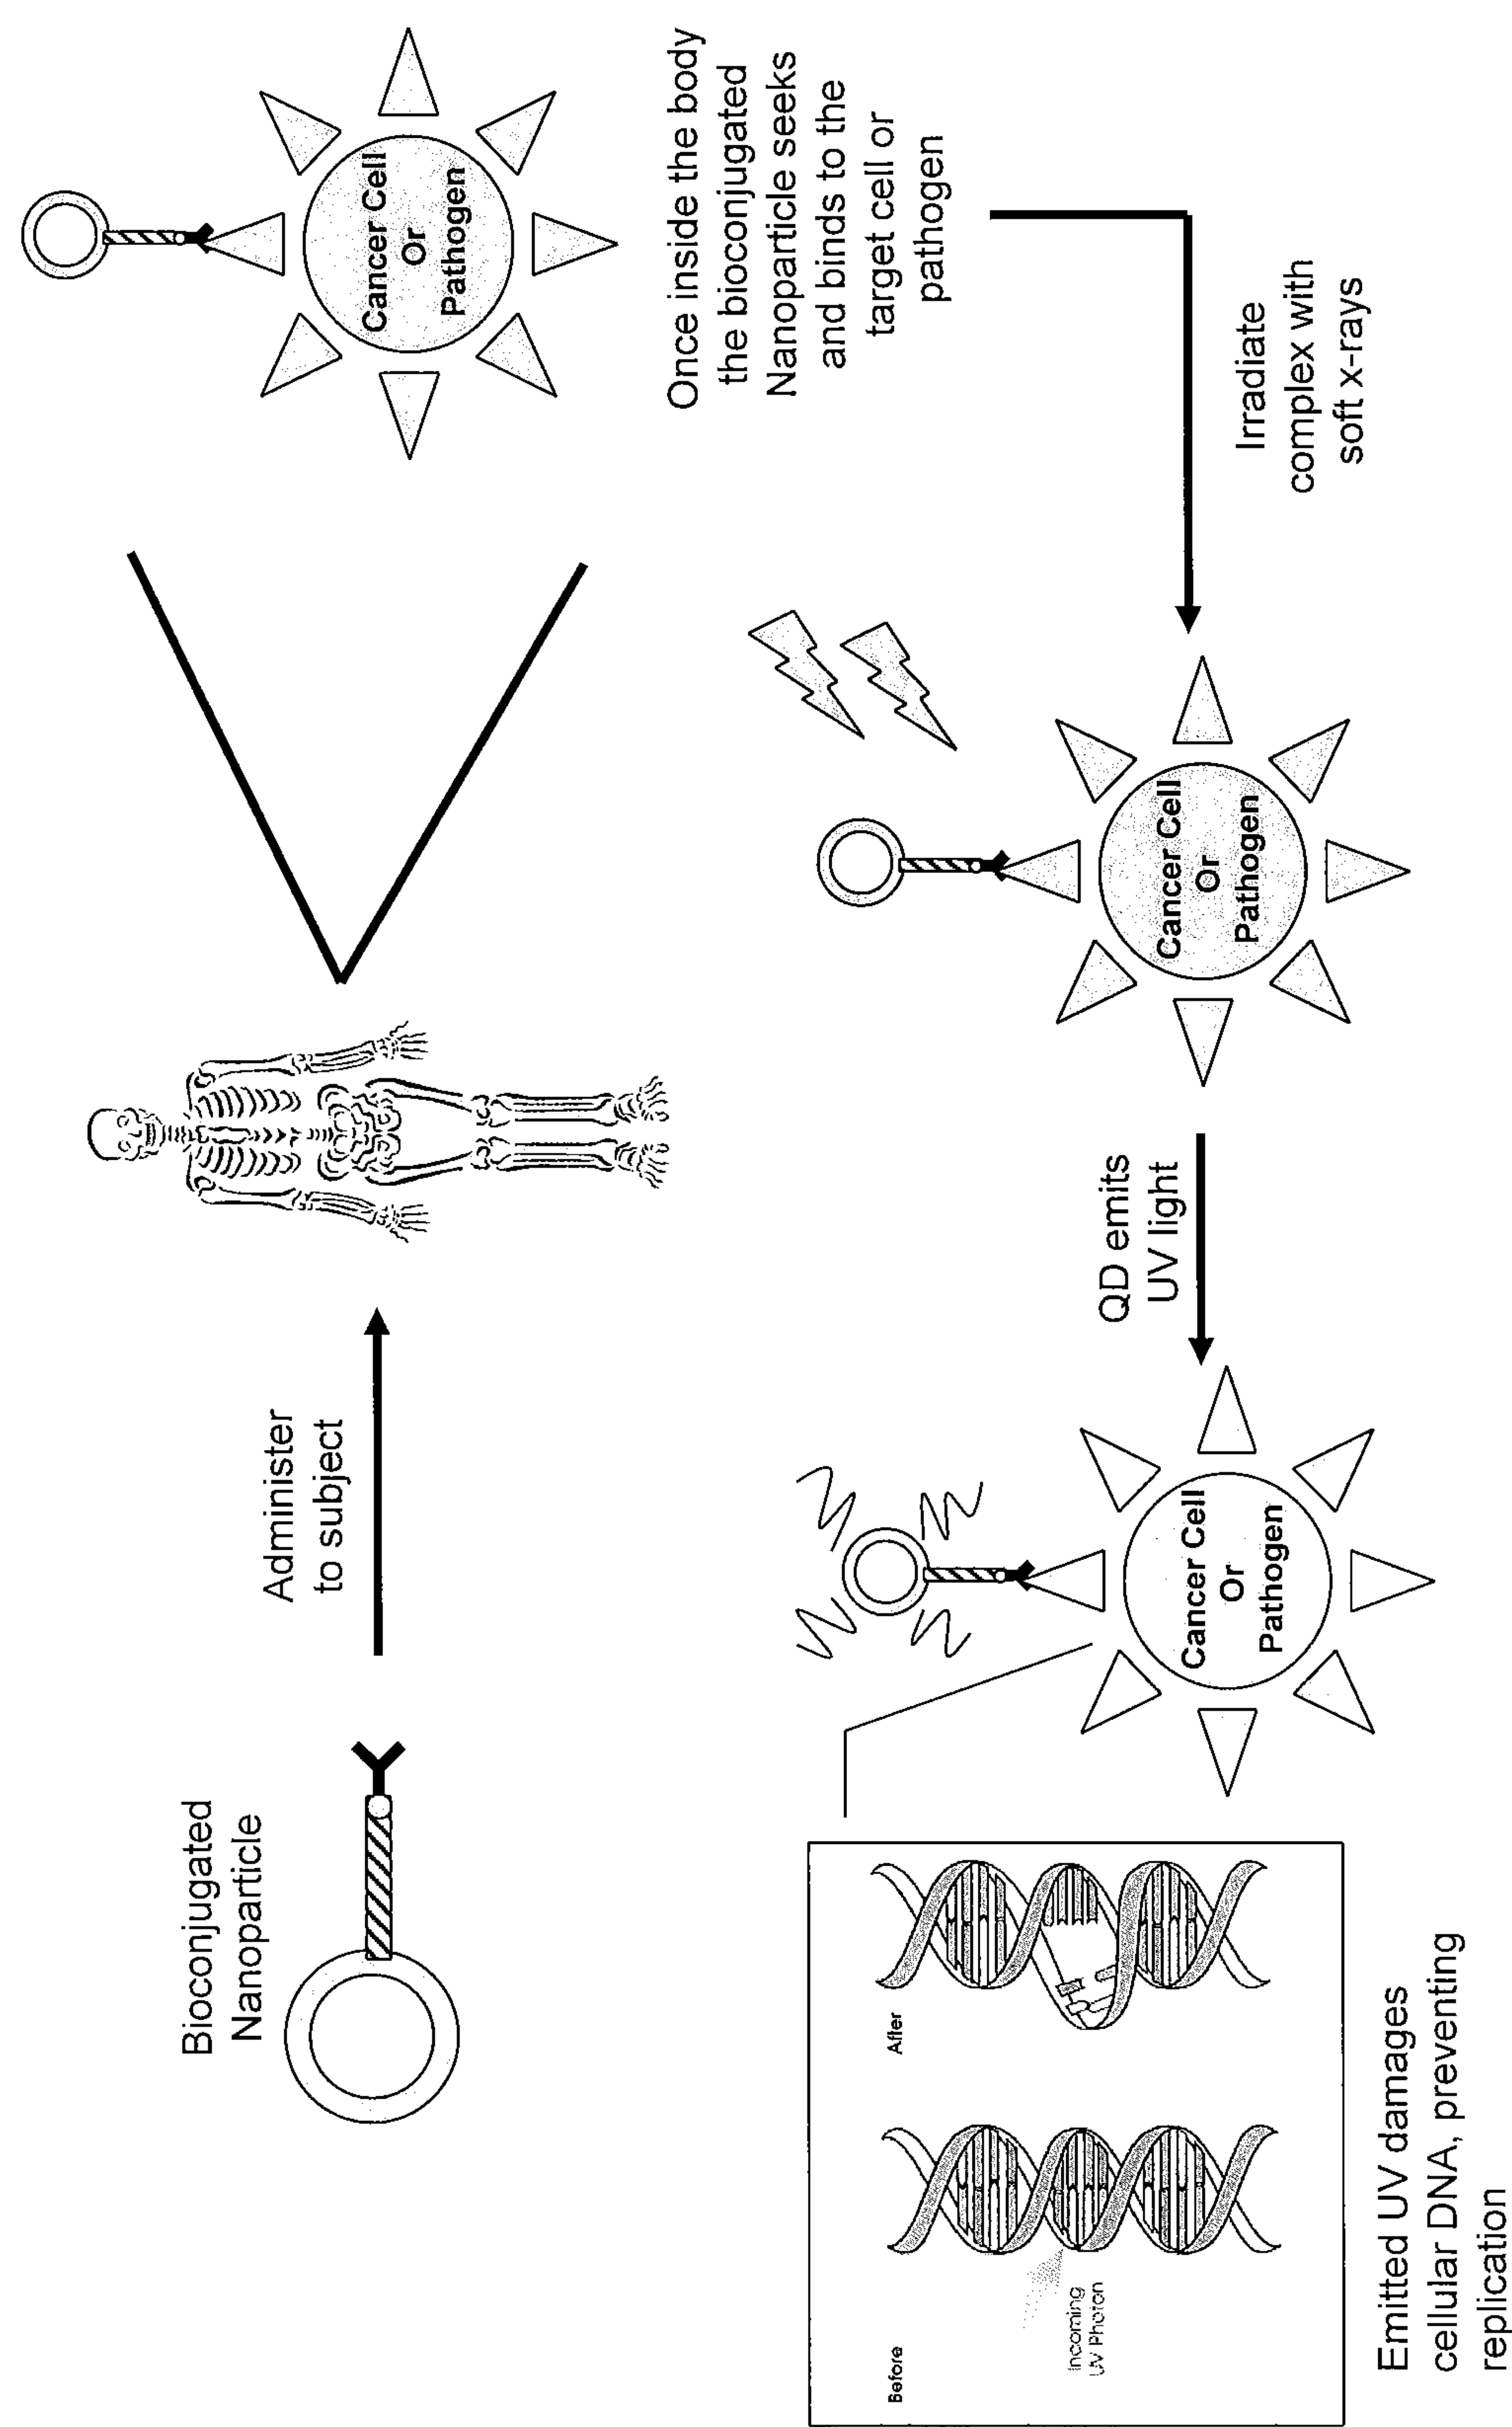 Bioconjugated
Nanoparticle
Administer
to subject
Cancer Cell
Or
Pathogen
Once inside the body
the bioconjugated
Nanoparticle seeks
and binds to the
target cell or
pathogen
Irradiate
complex with
soft x-rays
Cancer Cell
Or
Pathogen
QD emits
UV light
Cancer Cell
Or
Pathogen
Before
Incoming
UV Photon
After
Emitted UV damages
cellular DNA, preventing
replication